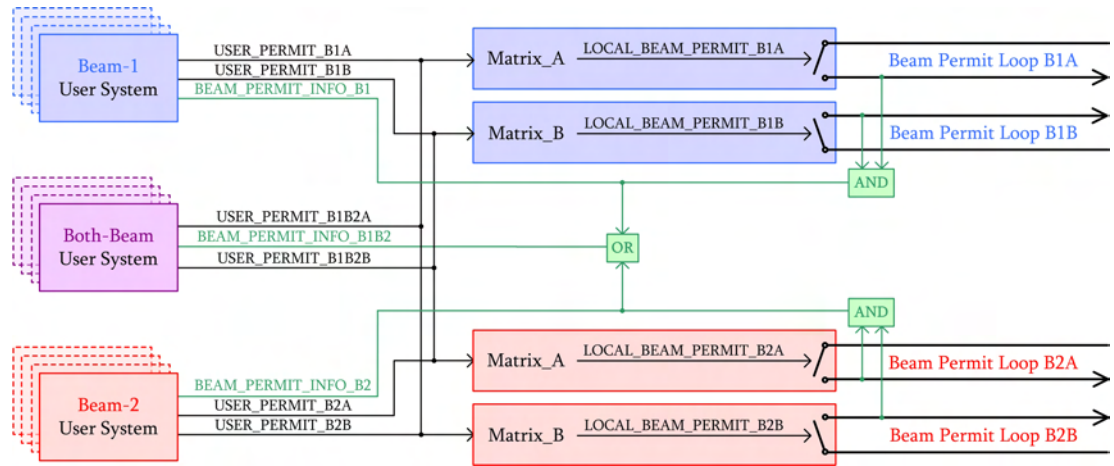 Beam-1
User System
USER_PERMIT_B1A
USER_PERMIT_B1B
BEAM_PERMIT_INFO_B1
Matrix_A
LOCAL_BEAM_PERMIT_B1A
Beam Permit Loop B1A
Matrix_B
LOCAL_BEAM_PERMIT_B1B
Beam Permit Loop B1B
AND
Both-Beam
User System
USER_PERMIT_B1B2A
BEAM_PERMIT_INFO_B1B2
USER_PERMIT_B1B2B
OR
AND
Beam-2
User System
BEAM_PERMIT_INFO_B2
USER_PERMIT_B2A
USER_PERMIT_B2B
Matrix_A
LOCAL_BEAM_PERMIT_B2A
Beam Permit Loop B2A
Matrix_B
LOCAL_BEAM_PERMIT_B2B
Beam Permit Loop B2B